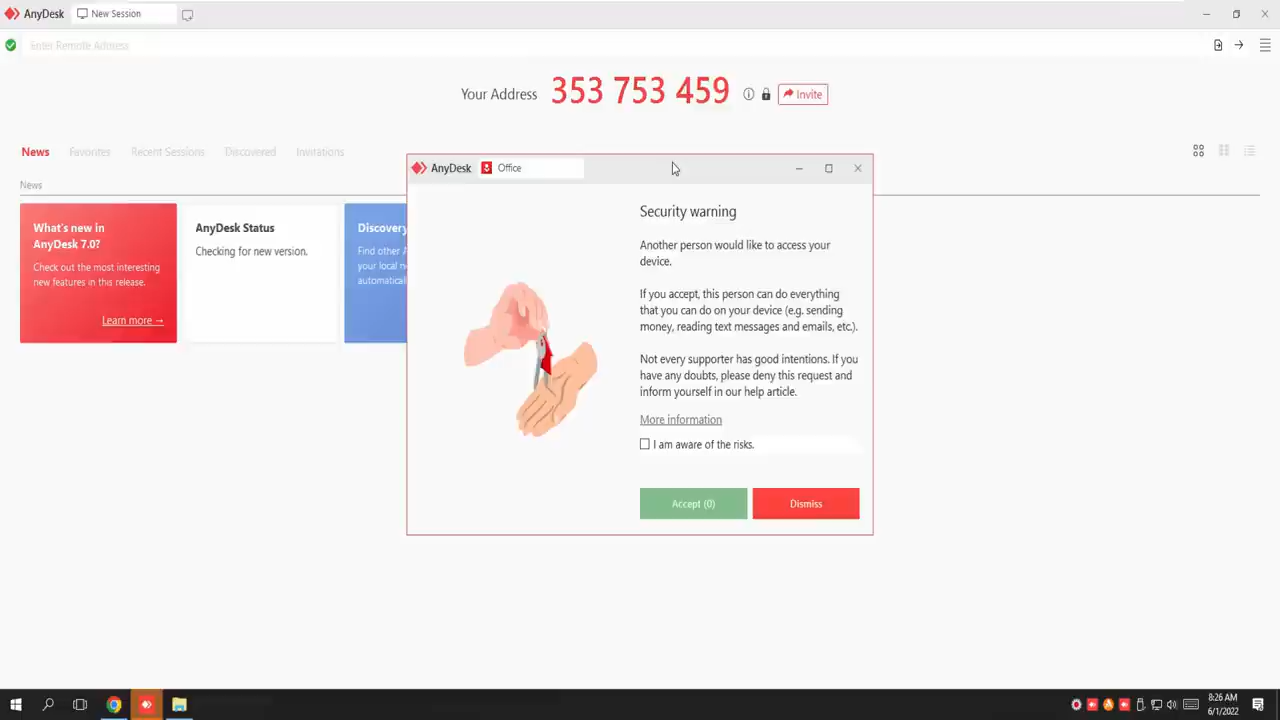 AnyDesk
New Session
Enter Remote Address
Your Address
353 753 459
Invite
News
Favorites
Recent Sessions
Discovered
Invitations
News
What's new in
AnyDesk 7.0?
Check out the most interesting
new features in this release.
Learn more →
AnyDesk Status
Checking for new version.
Discovery
Find other
your local
automatical
AnyDesk
Office
Security warning
Another person would like to access your
device.
If you accept, this person can do everything
that you can do on your device (e.g. sending
money, reading text messages and emails, etc.).
Not every supporter has good intentions. If you
have any doubts, please deny this request and
inform yourself in our help article.
More information
I am aware of the risks.
Accept (0)
Dismiss
8:26 AM
6/1/2022